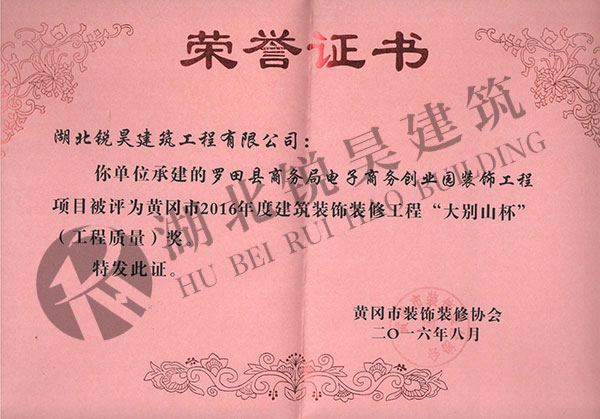 荣誉证书
湖北锐昊建筑工程有限公司：
你单位承建的罗田县商务局电子商务创业园装饰工程
项目被评为黄冈市2016年度建筑装饰装修工程“大别山杯”
（工程质量）奖。
特发此证。
黄冈市装饰装修协会
二〇一六年八月
湖北锐昊建筑
HU BEI RUI HAO BUILDING